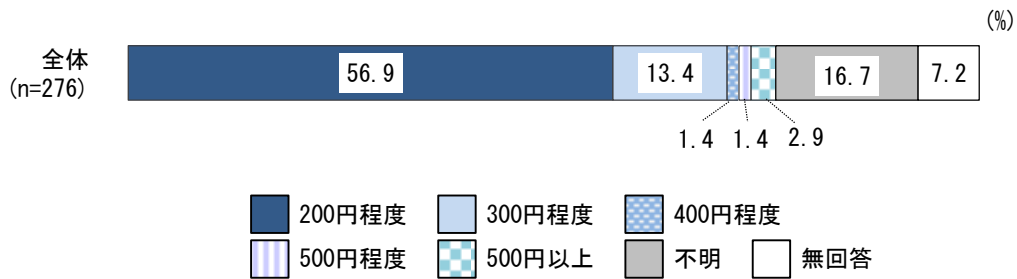 (%)
全体
(n=276)
56.9
13.4
16.7
7.2
1.4
1.4
2.9
200円程度
300円程度
400円程度
500円程度
500円以上
不明
無回答